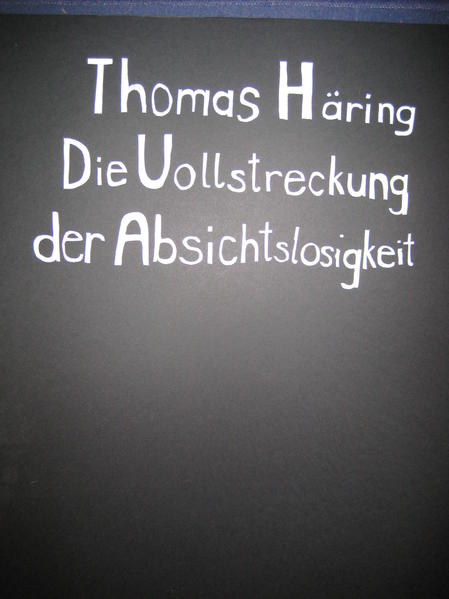 Thomas Häring
Die Vollstreckung
der Absichtslosigkeit